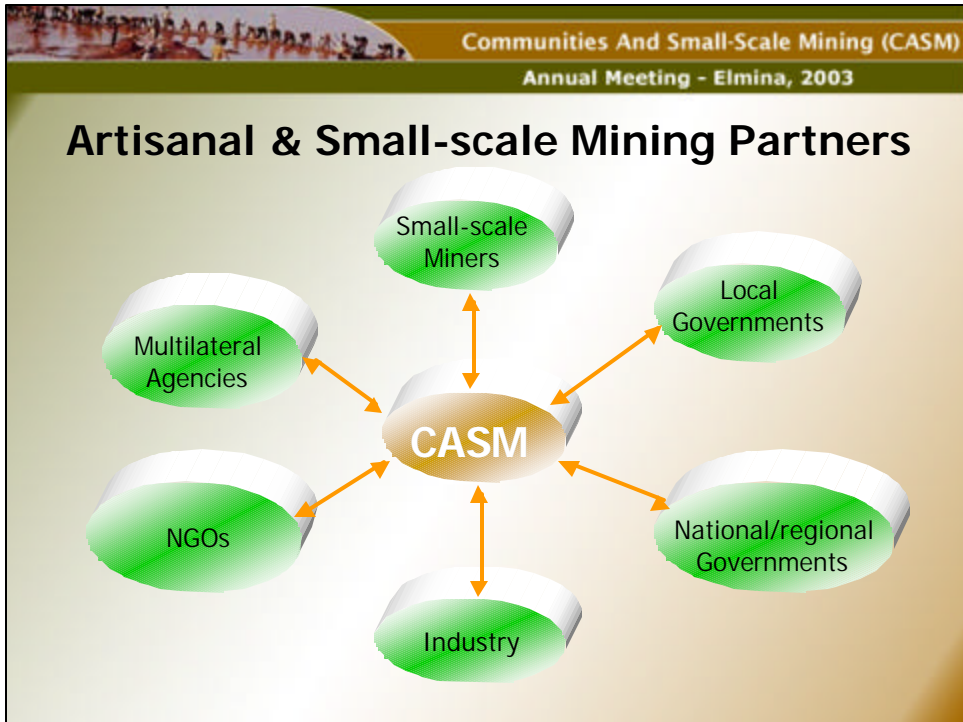 Communities And Small-Scale Mining (CASM)
Annual Meeting - Elmina, 2003
Artisanal & Small-scale Mining Partners
Small-scale
Miners
Local
Governments
Multilateral
Agencies
CASM
NGOs
National/regional
Governments
Industry